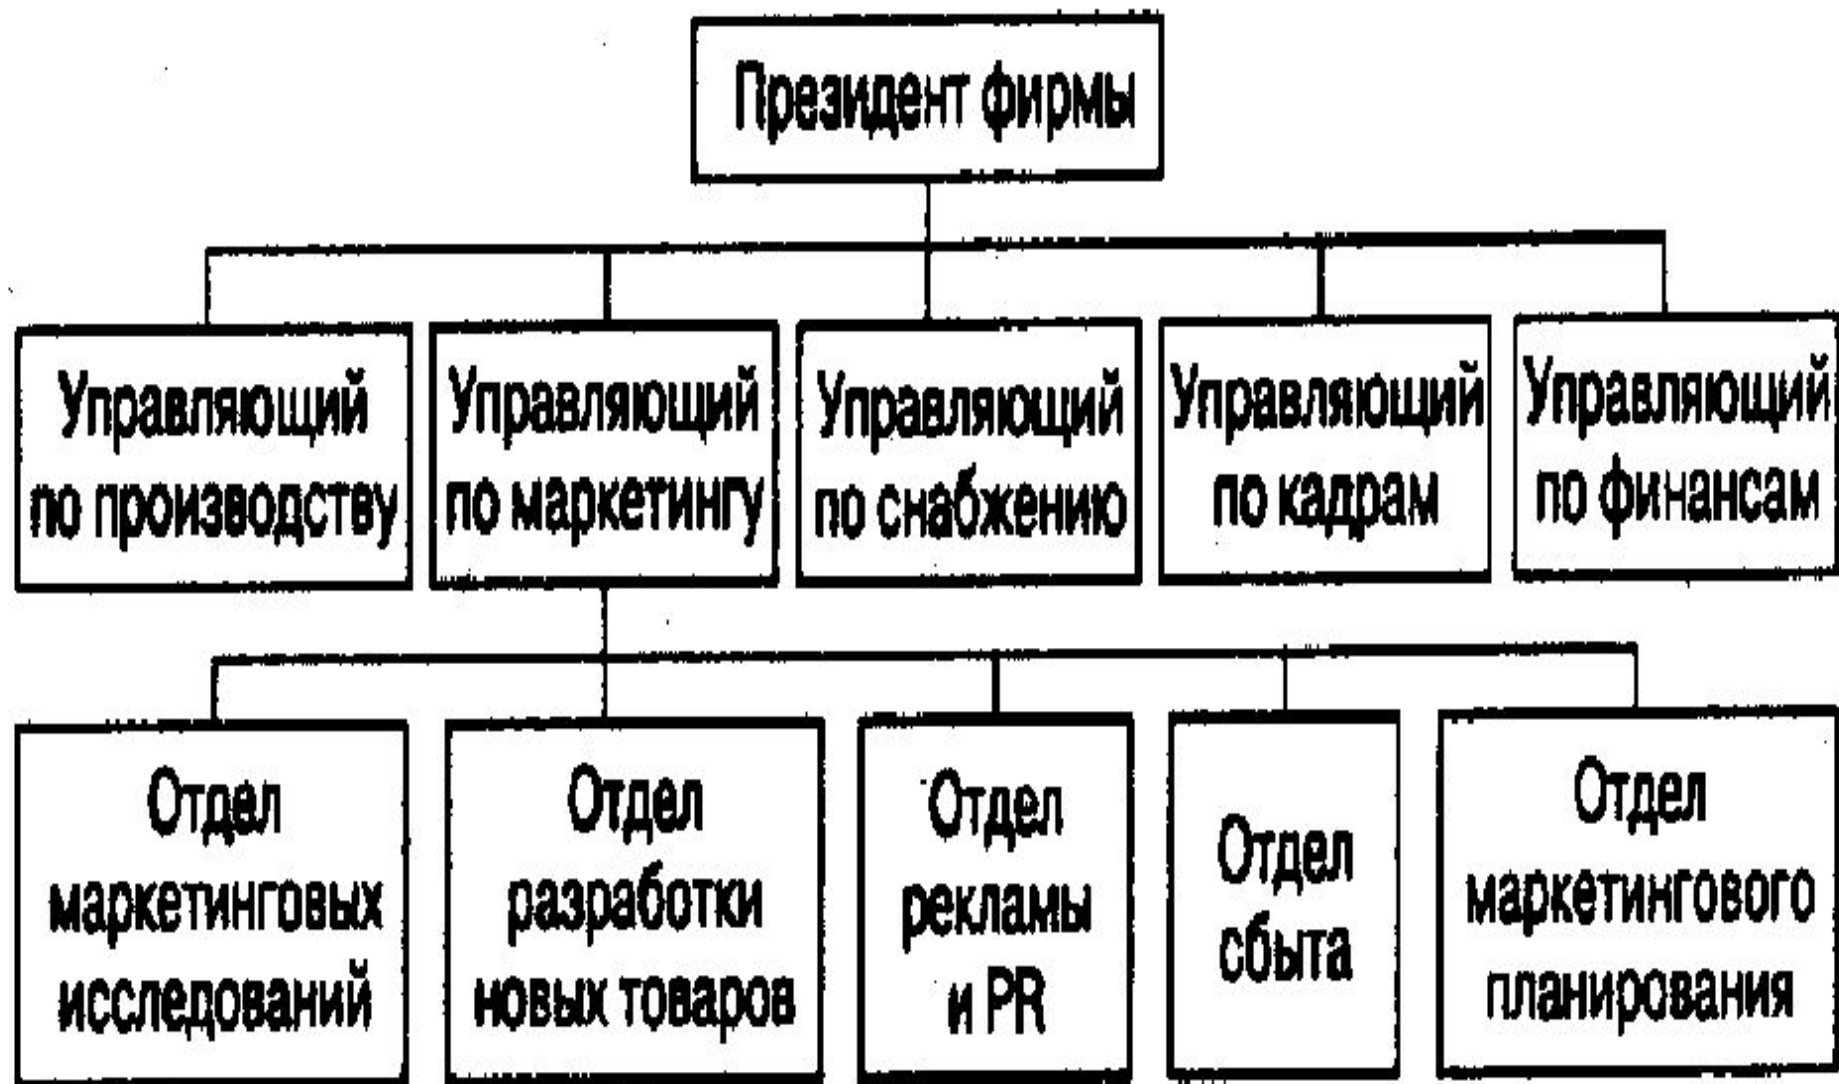 Президент фирмы
Управляющий
по производству
Управляющий
по маркетингу
Управляющий
по снабжению
Управляющий
по кадрам
Управляющий
по финансам
Отдел
маркетинговых
исследований
Отдел
разработки
новых товаров
Отдел
рекламы
и PR
Отдел
сбыта
Отдел
маркетингового
планирования